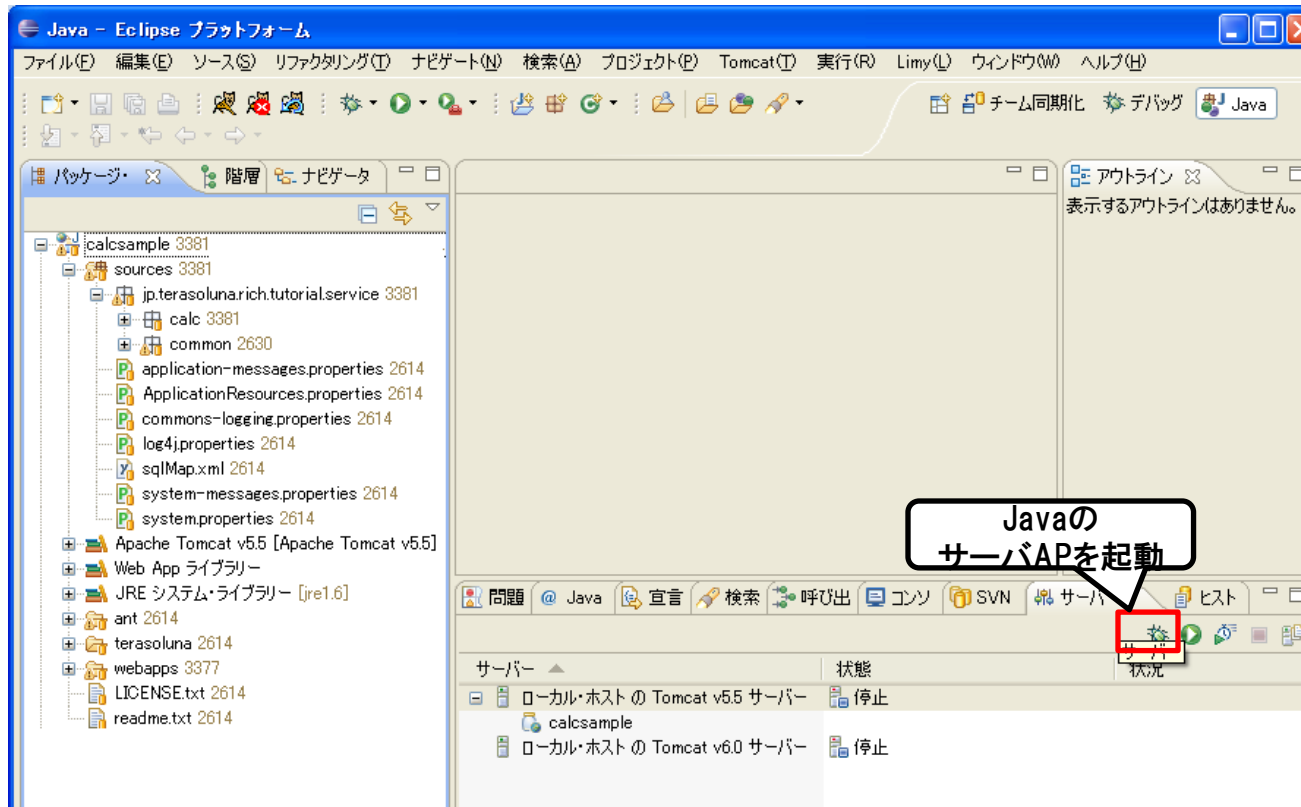 Java - Eclipse プラットフォーム
ファイル(F) 編集(E) ソース(S) リファクタリング(T) ナビゲート(N) 検索(A) プロジェクト(P) Tomcat(T) 実行(R) Limy(L) ウィンドウ(W) ヘルプ(H)
チーム同期化 デバッグ Java
パッケージ・ 階層 ナビゲータ
アウトライン
表示するアウトラインはありません。
calcsample 3381
sources 3381
jp.terasoluna.rich.tutorial.service 3381
calc 3381
common 2630
application-messages.properties 2614
ApplicationResources.properties 2614
commons-logging.properties 2614
log4j.properties 2614
sqlMap.xml 2614
system-messages.properties 2614
system.properties 2614
Apache Tomcat v5.5 [Apache Tomcat v5.5]
Web App ライブラリー
JRE システム・ライブラリー [jre1.6]
ant 2614
terasoluna 2614
webapps 3377
LICENSE.txt 2614
readme.txt 2614
Javaの
サーバAPを起動
問題 @ Java 宣言 検索 呼び出 コンソ SVN サーバ ヒスト
サーバ
サーバー 状態 状況
ローカル・ホスト の Tomcat v5.5 サーバー 停止
calcsample
ローカル・ホスト の Tomcat v6.0 サーバー 停止